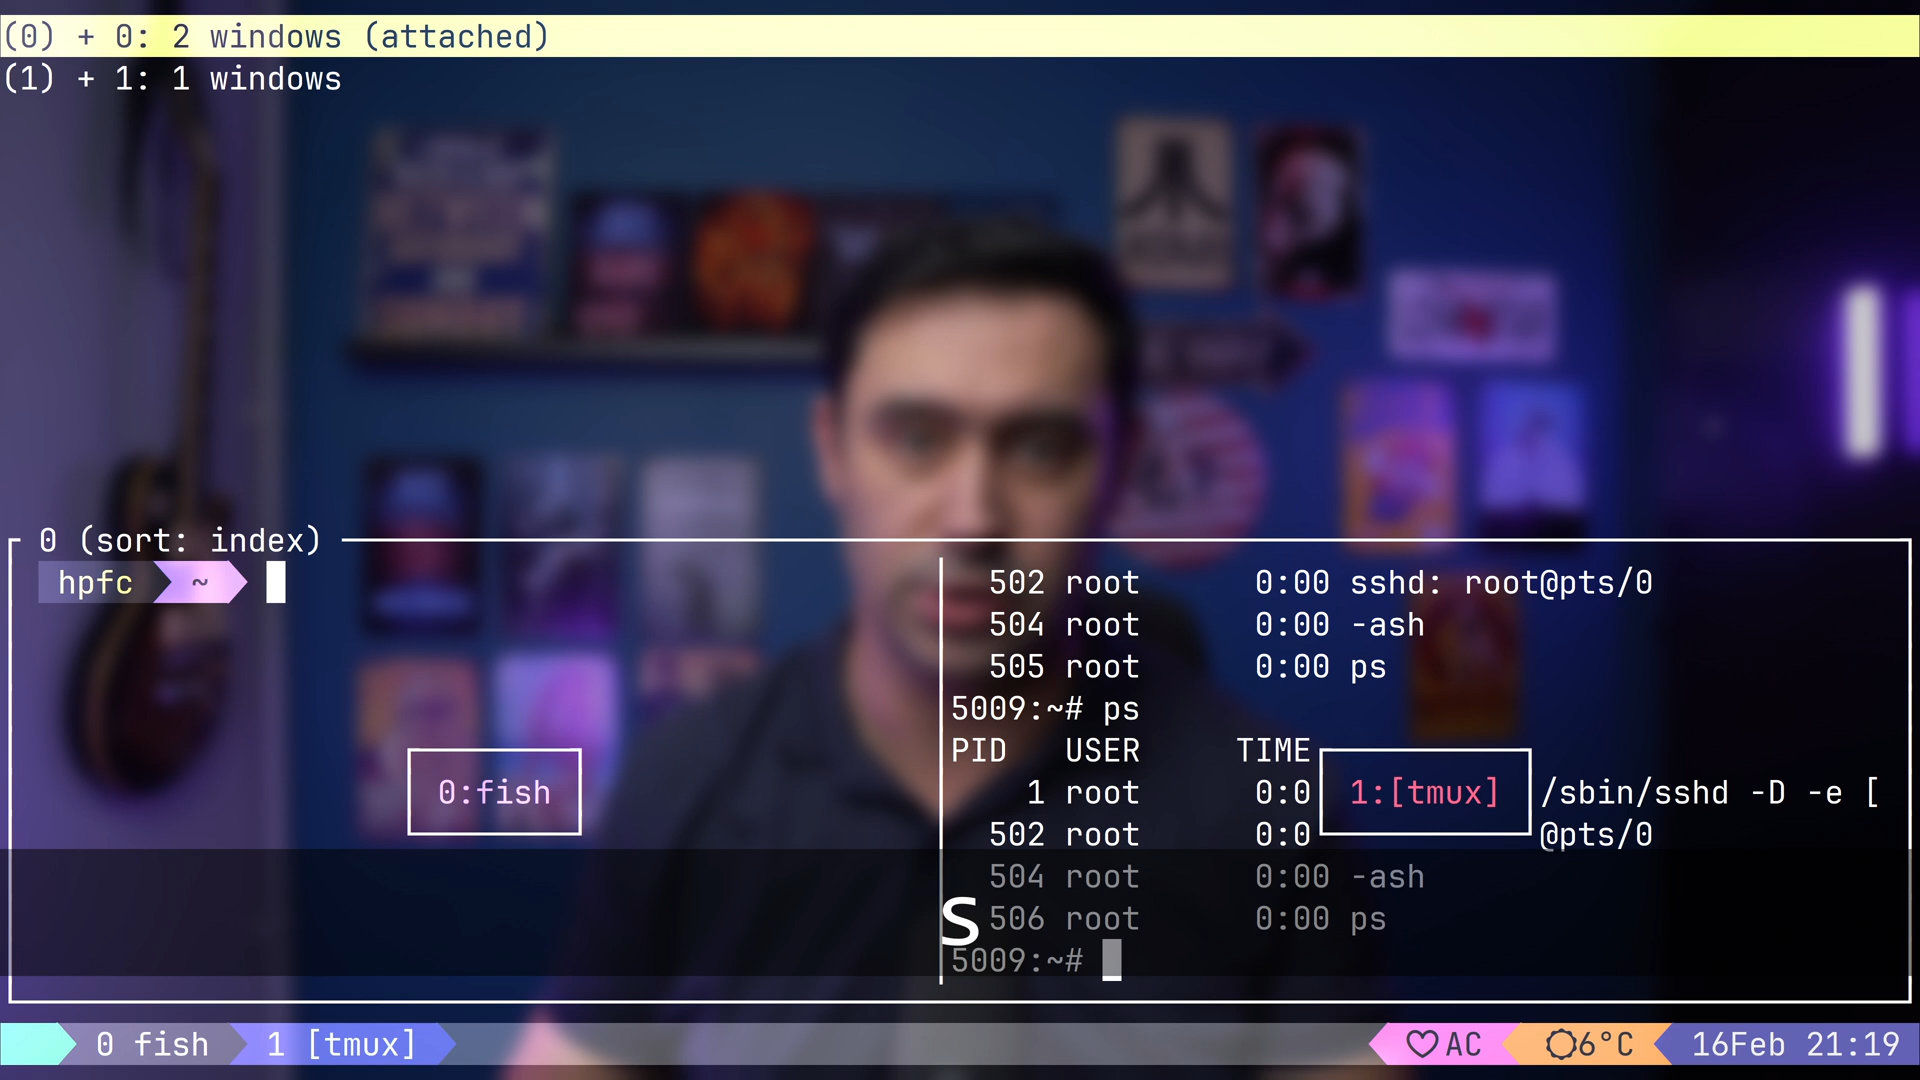 (0) + 0: 2 windows (attached)
(1) + 1: 1 windows
0 (sort: index)
hpfc ~
502 root 0:00 sshd: root@pts/0
504 root 0:00 -ash
505 root 0:00 ps
5009:~# ps
PID USER TIME
0:fish
1 root 0:0 1:[tmux] /sbin/sshd -D -e [
502 root 0:0 @pts/0
504 root 0:00 -ash
506 root 0:00 ps
S
5009:~#
0 fish 1 [tmux] AC 6°C 16Feb 21:19